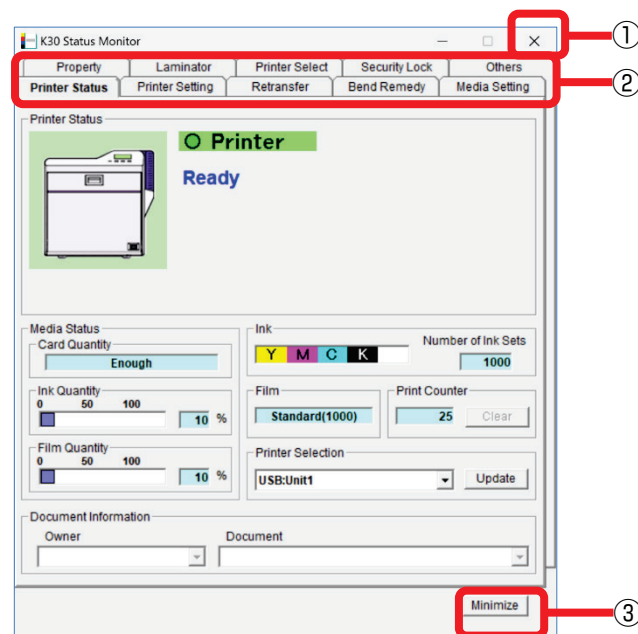 K30 Status Monitor
①
Property Laminator Printer Select Security Lock Others
②
Printer Status Printer Setting Retransfer Bend Remedy Media Setting
Printer Status
Printer
Ready
Media Status
Card Quantity
Enough
Ink
Y M C K
Number of Ink Sets
1000
Ink Quantity
0 50 100
10 %
Film
Standard(1000)
Print Counter
25 Clear
Film Quantity
0 50 100
10 %
Printer Selection
USB:Unit1 Update
Document Information
Owner Document
Minimize
③